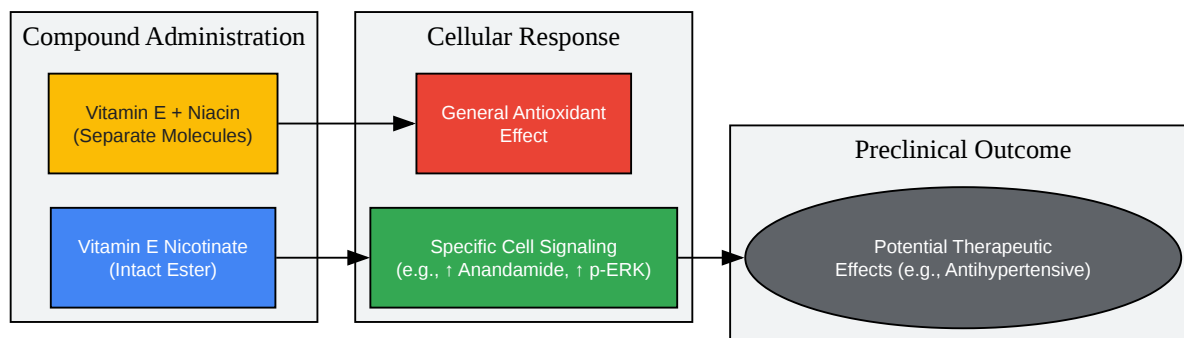 Compound Administration
Vitamin E + Niacin
(Separate Molecules)
Vitamin E Nicotinate
(Intact Ester)
Cellular Response
General Antioxidant
Effect
Specific Cell Signaling
(e.g., ↑ Anandamide, ↑ p-ERK)
Preclinical Outcome
Potential Therapeutic
Effects (e.g., Antihypertensive)